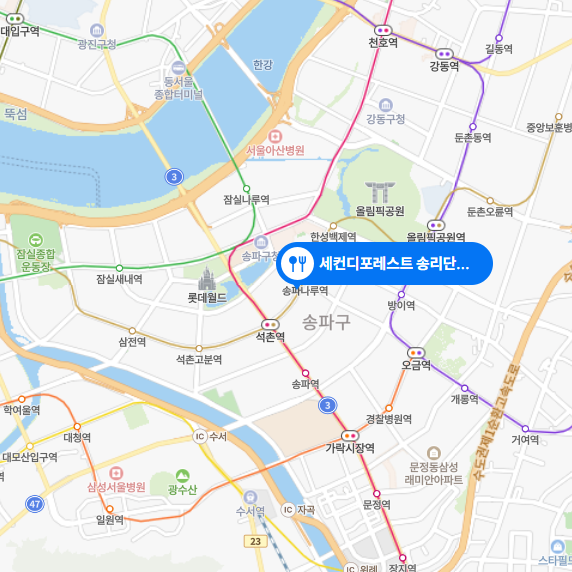 대입구역
광진구청
동서울
종합터미널
한강
천호역
강동역
길동역
뚝섬
강동구청
둔촌동역
중앙보훈병
서울아산병원
3
잠실나루역
올림픽공원
둔촌오륜역
올림픽공원역
한성백제역
송파구청
잠실종합
운동장
잠실새내역
세컨디포레스트 송리단...
롯데월드
송파나루역
방이역
송파구
삼전역
석촌역
석촌고분역
오금역
송파역
개롱역
수도권제1순환고속도로
3
학여울역
경찰병원역
대청역
IC 수서
가락시장역
거여역
대모산입구역
문정동삼성
래미안아파트
삼성서울병원
광수산
47
수서역
문정역
IC 자곡
일원역
23
스타필드
IC 위례
장지역